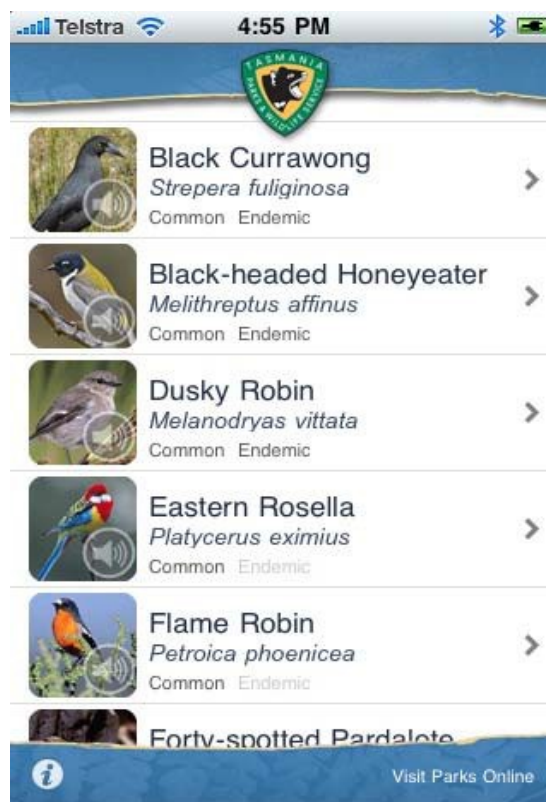 Telstra 4:55 PM
TASMANIA
PARKS & WILDLIFE SERVICE
Black Currawong
Strepera fuliginosa
Common Endemic
Black-headed Honeyeater
Melithreptus affinus
Common Endemic
Dusky Robin
Melanodryas vittata
Common Endemic
Eastern Rosella
Platycerus eximius
Common Endemic
Flame Robin
Petroica phoenicea
Common Endemic
Forty-spotted Pardalote
i
Visit Parks Online